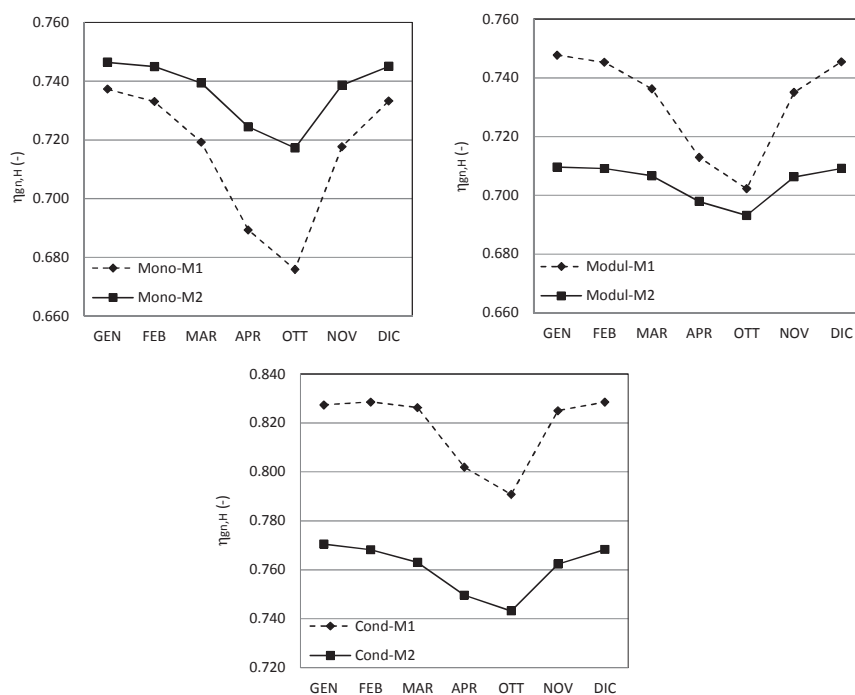 0.760
0.740
0.720
0.700
0.680
0.660
ηgn,H (-)
Mono-M1
Mono-M2
GEN FEB MAR APR OTT NOV DIC
0.760
0.740
0.720
0.700
0.680
0.660
ηgn,H (-)
Modul-M1
Modul-M2
GEN FEB MAR APR OTT NOV DIC
0.840
0.820
0.800
0.780
0.760
0.740
0.720
ηgn,H (-)
Cond-M1
Cond-M2
GEN FEB MAR APR OTT NOV DIC